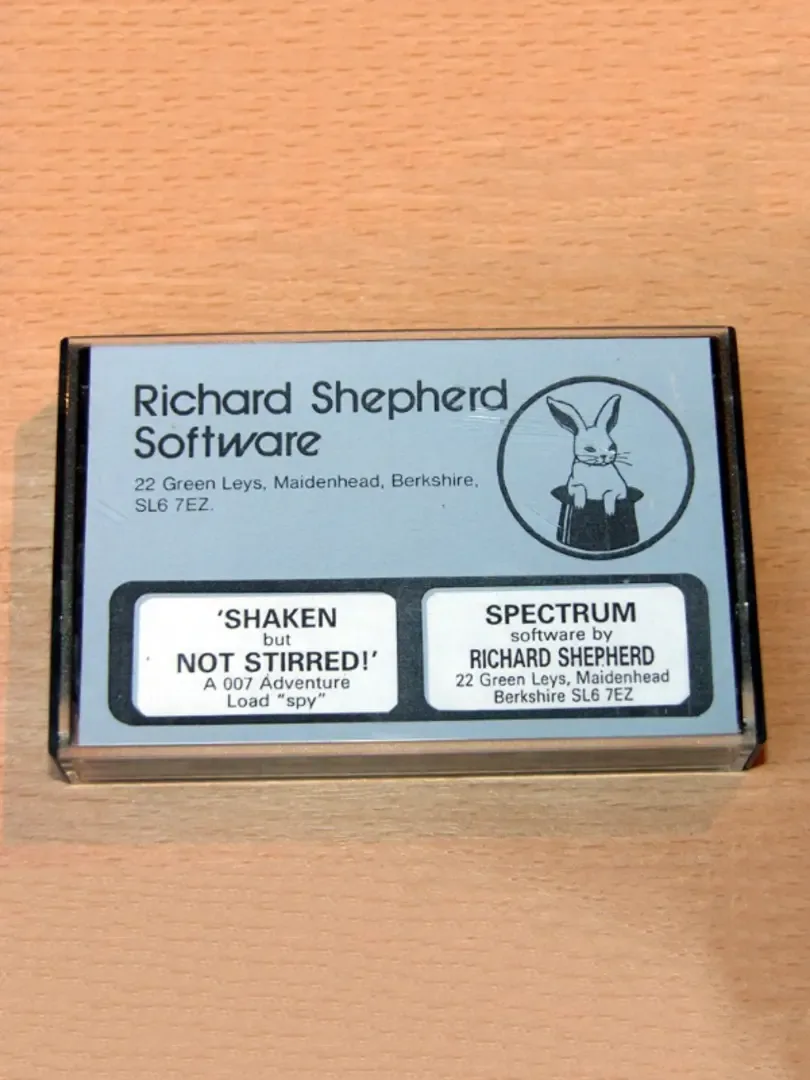 Richard Shepherd
Software
22 Green Leys, Maidenhead, Berkshire,
SL6 7EZ.
'SHAKEN
but
NOT STIRRED!'
A 007 Adventure
Load "spy"
SPECTRUM
software by
RICHARD SHEPHERD
22 Green Leys, Maidenhead
Berkshire SL6 7EZ